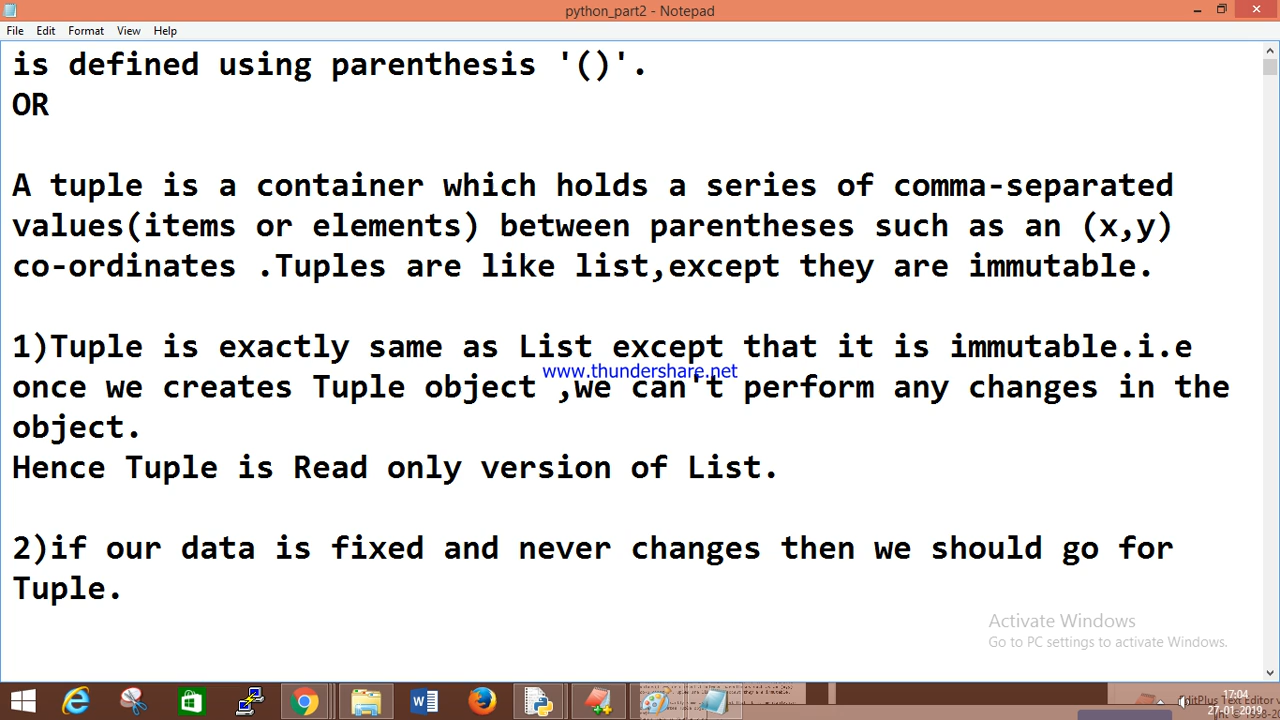 python_part2 - Notepad
File Edit Format View Help
is defined using parenthesis '()'.
OR
A tuple is a container which holds a series of comma-separated
values(items or elements) between parentheses such as an (x,y)
co-ordinates .Tuples are like list,except they are immutable.
1)Tuple is exactly same as List except that it is immutable.i.e
www.thundershare.net
once we creates Tuple object ,we can't perform any changes in the
object.
Hence Tuple is Read only version of List.
2)if our data is fixed and never changes then we should go for
Tuple.
Activate Windows
Go to PC settings to activate Windows.
17:04
27-01-2019